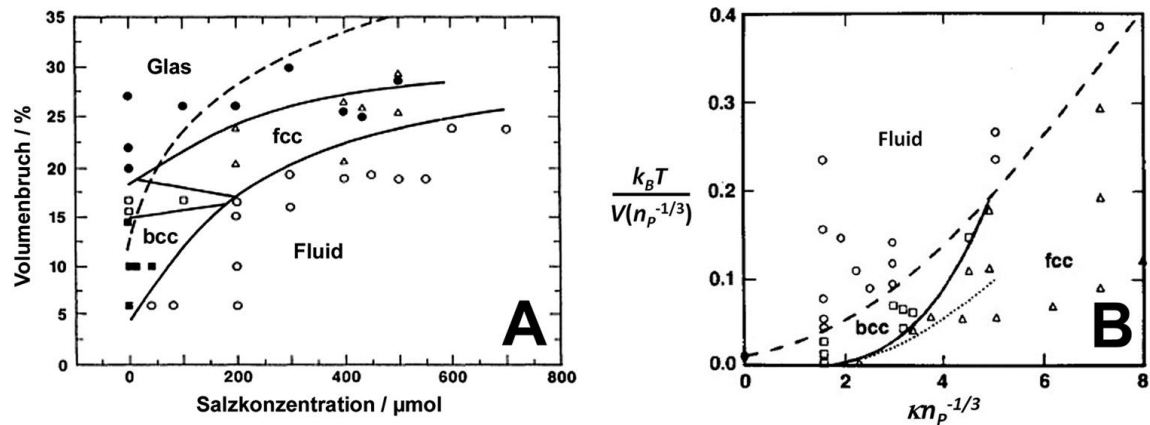 35
30
25
20
15
10
5
0
Volumenbruch / %
Glas
fcc
bcc
Fluid
A
0
200
400
600
800
Salzkonzentration / µmol
0.4
0.3
0.2
0.1
0.0
k_BT
V(n_P^{-1/3})
Fluid
bcc
fcc
B
0
2
4
6
8
κn_P^{-1/3}